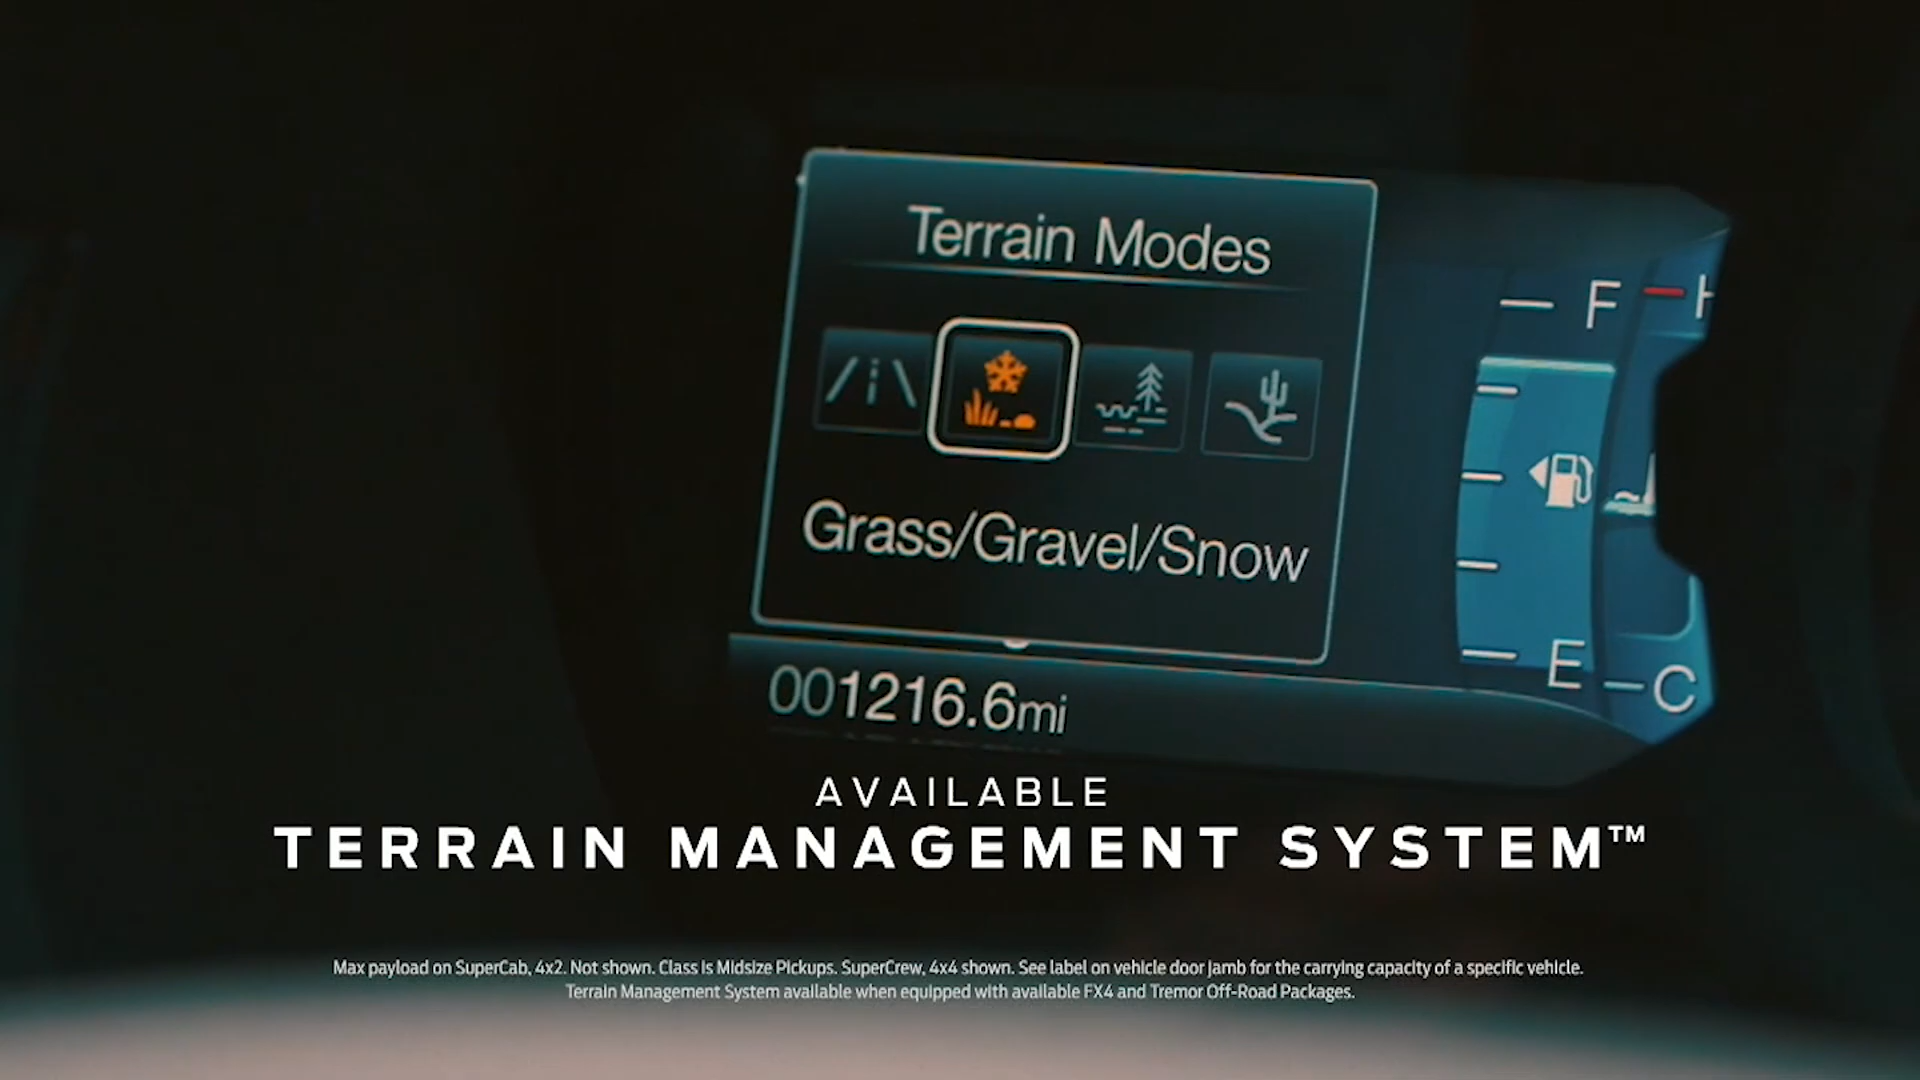 Terrain Modes
F
H
Grass/Gravel/Snow
E
C
001216.6mi
AVAILABLE
TERRAIN MANAGEMENT SYSTEM™
Max payload on SuperCab, 4x2. Not shown. Class is Midsize Pickups. SuperCrew, 4x4 shown. See label on vehicle door jamb for the carrying capacity of a specific vehicle.
Terrain Management System available when equipped with available FX4 and Tremor Off-Road Packages.